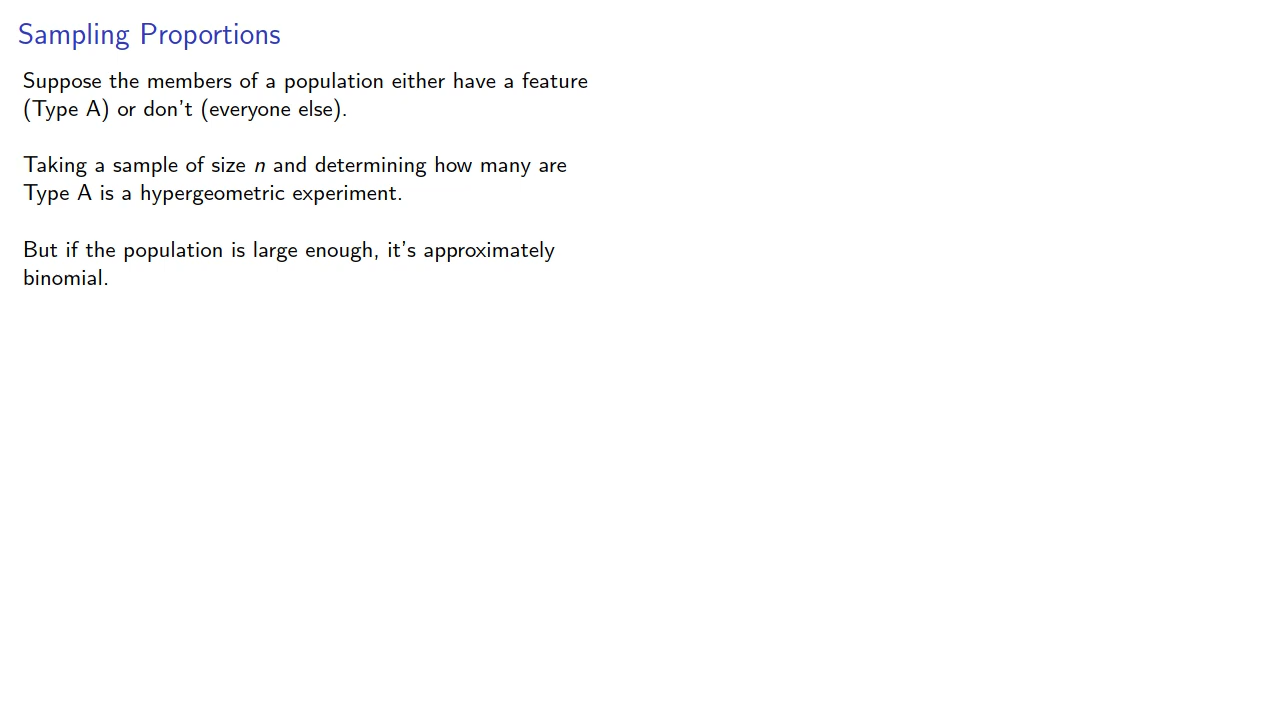 Sampling Proportions
Suppose the members of a population either have a feature
(Type A) or don't (everyone else).
Taking a sample of size n and determining how many are
Type A is a hypergeometric experiment.
But if the population is large enough, it's approximately
binomial.